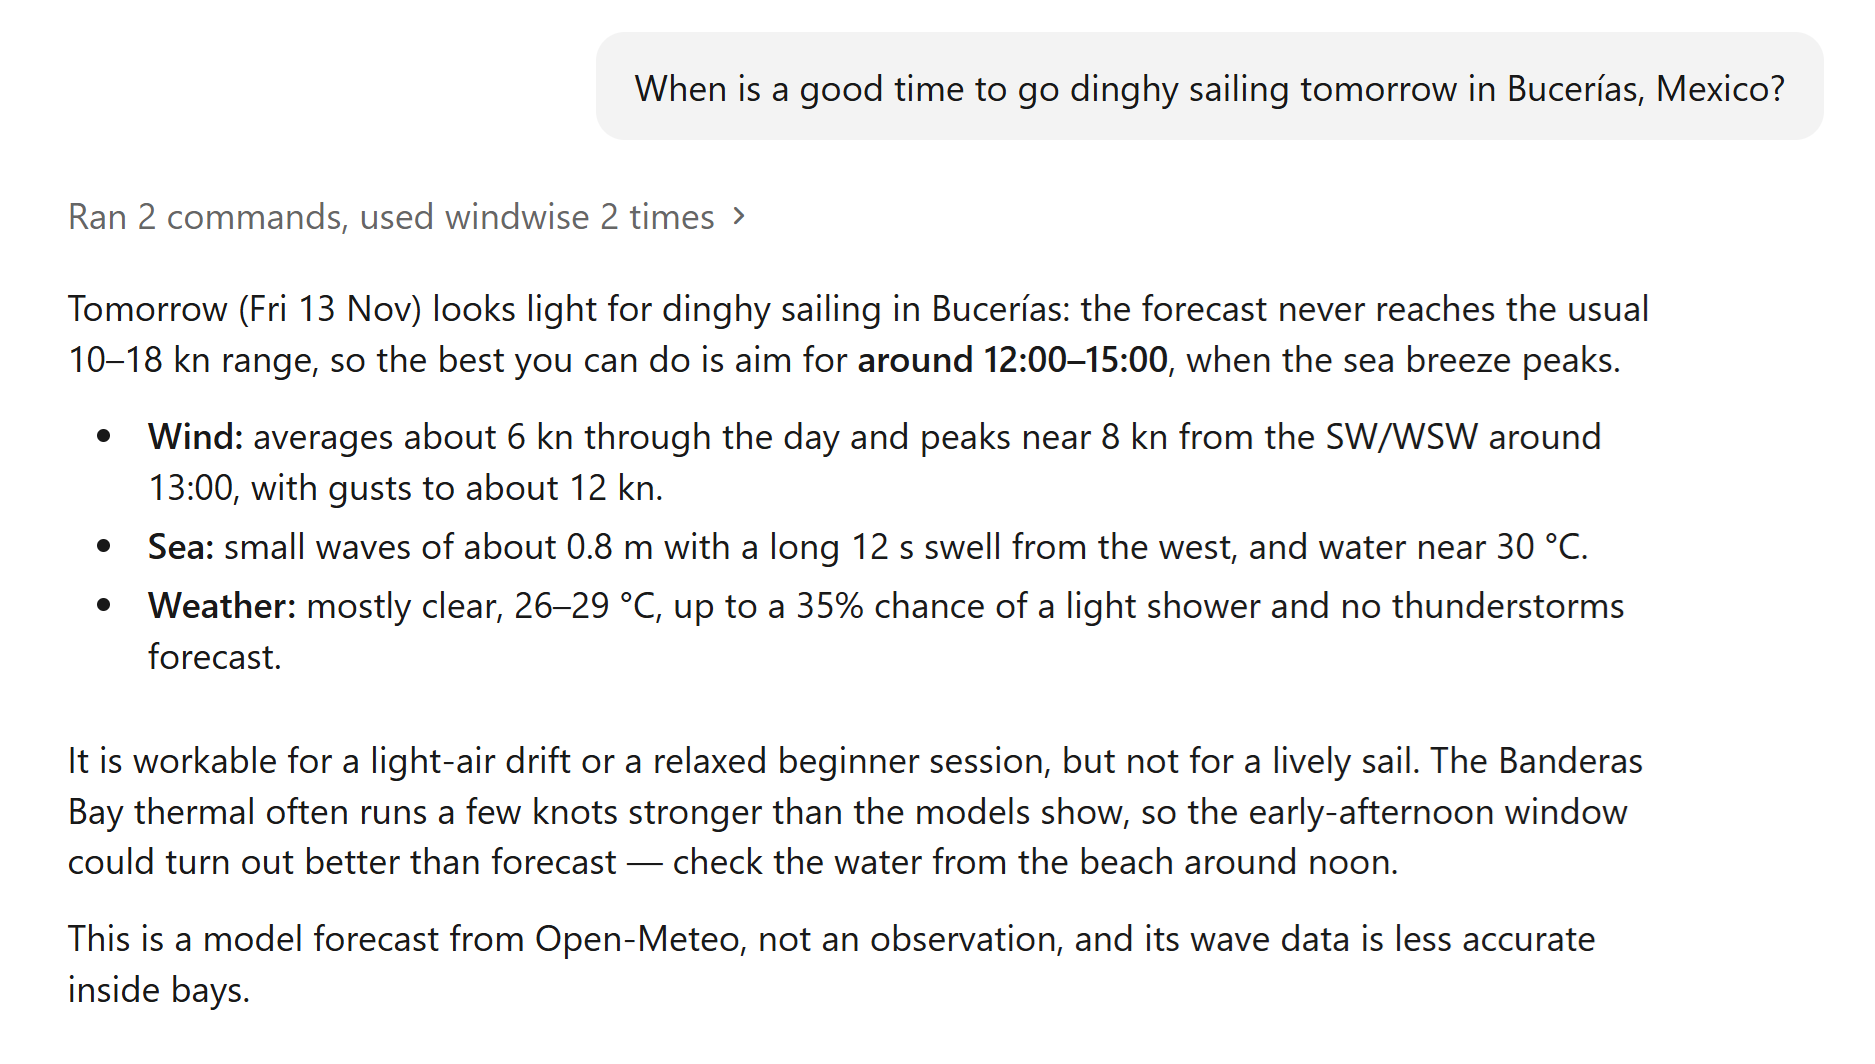 When is a good time to go dinghy sailing tomorrow in Bucerías, Mexico?
Ran 2 commands, used windwise 2 times >
Tomorrow (Fri 13 Nov) looks light for dinghy sailing in Bucerías: the forecast never reaches the usual
10–18 kn range, so the best you can do is aim for around 12:00–15:00, when the sea breeze peaks.
• Wind: averages about 6 kn through the day and peaks near 8 kn from the SW/WSW around
13:00, with gusts to about 12 kn.
• Sea: small waves of about 0.8 m with a long 12 s swell from the west, and water near 30 °C.
• Weather: mostly clear, 26–29 °C, up to a 35% chance of a light shower and no thunderstorms
forecast.
It is workable for a light-air drift or a relaxed beginner session, but not for a lively sail. The Banderas
Bay thermal often runs a few knots stronger than the models show, so the early-afternoon window
could turn out better than forecast — check the water from the beach around noon.
This is a model forecast from Open-Meteo, not an observation, and its wave data is less accurate
inside bays.